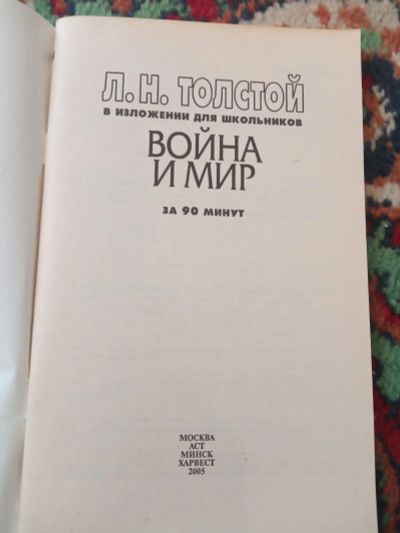 Л. Н. ТОЛСТОЙ
В ИЗЛОЖЕНИИ ДЛЯ ШКОЛЬНИКОВ
ВОЙНА
И МИР
ЗА 90 МИНУТ
МОСКВА
АСТ
МИНСК
ХАРВЕСТ
2005